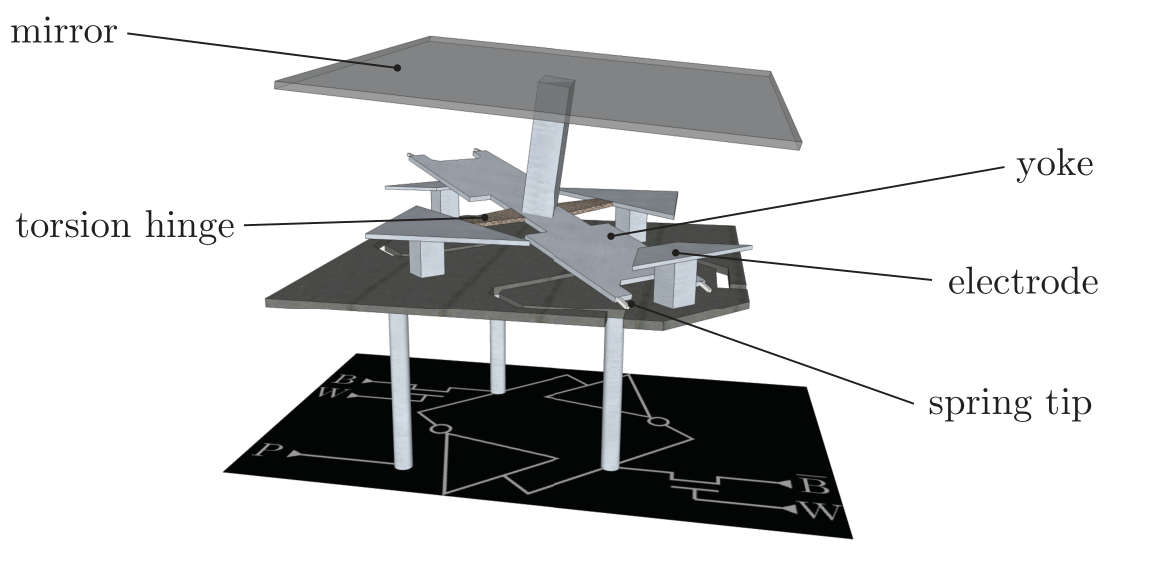 mirror
yoke
torsion hinge
electrode
spring tip
B
W
P
B̅
W